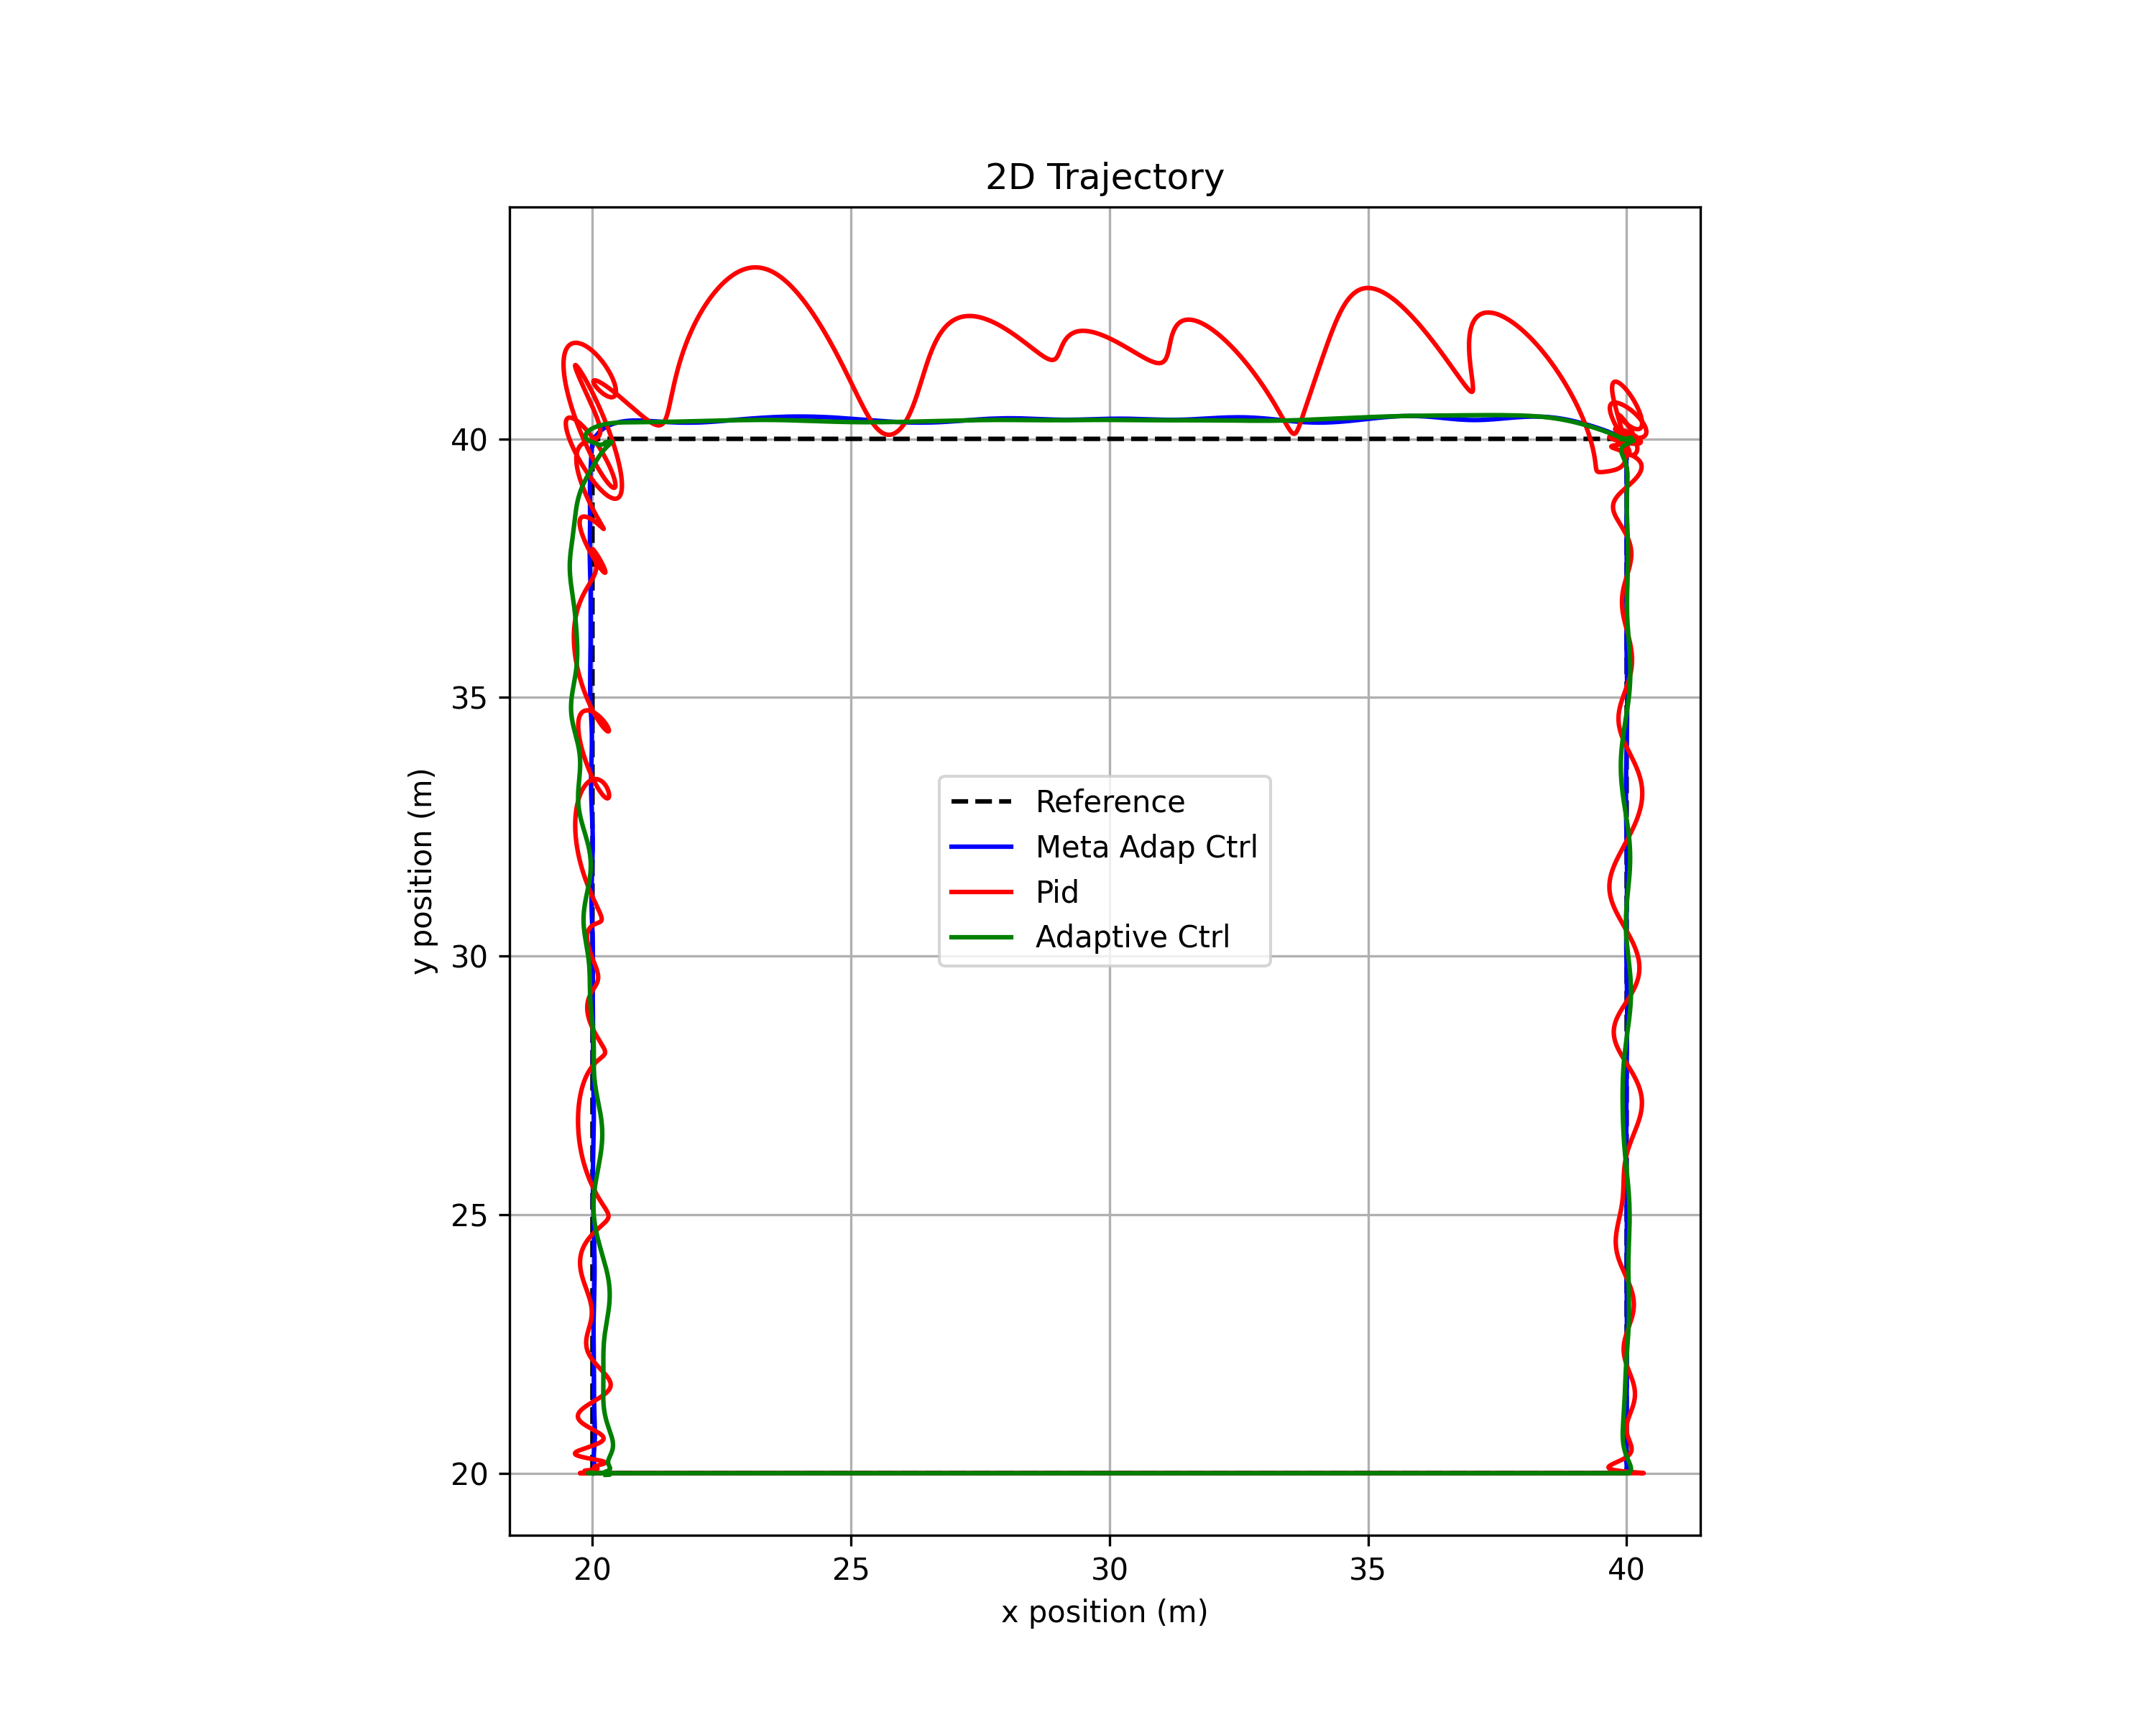 2D Trajectory
y position (m)
40
35
30
25
20
Reference
Meta Adap Ctrl
Pid
Adaptive Ctrl
20 25 30 35 40
x position (m)